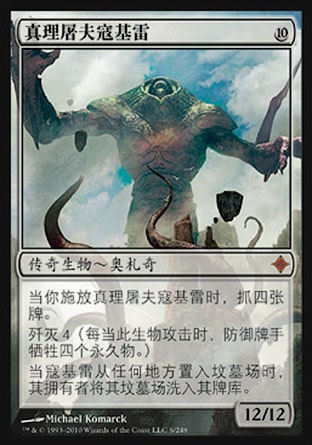 真理屠夫寇基雷 10
传奇生物～奥札奇
当你施放真理屠夫寇基雷时，抓四张
牌。
歼灭4（每当此生物攻击时，防御牌手
牺牲四个永久物。）
当寇基雷从任何地方置入坟墓场时，
其拥有者将其坟墓场洗入其牌库。
Michael Komarck
™ & © 1993-2010 Wizards of the Coast LLC 6/248
12/12